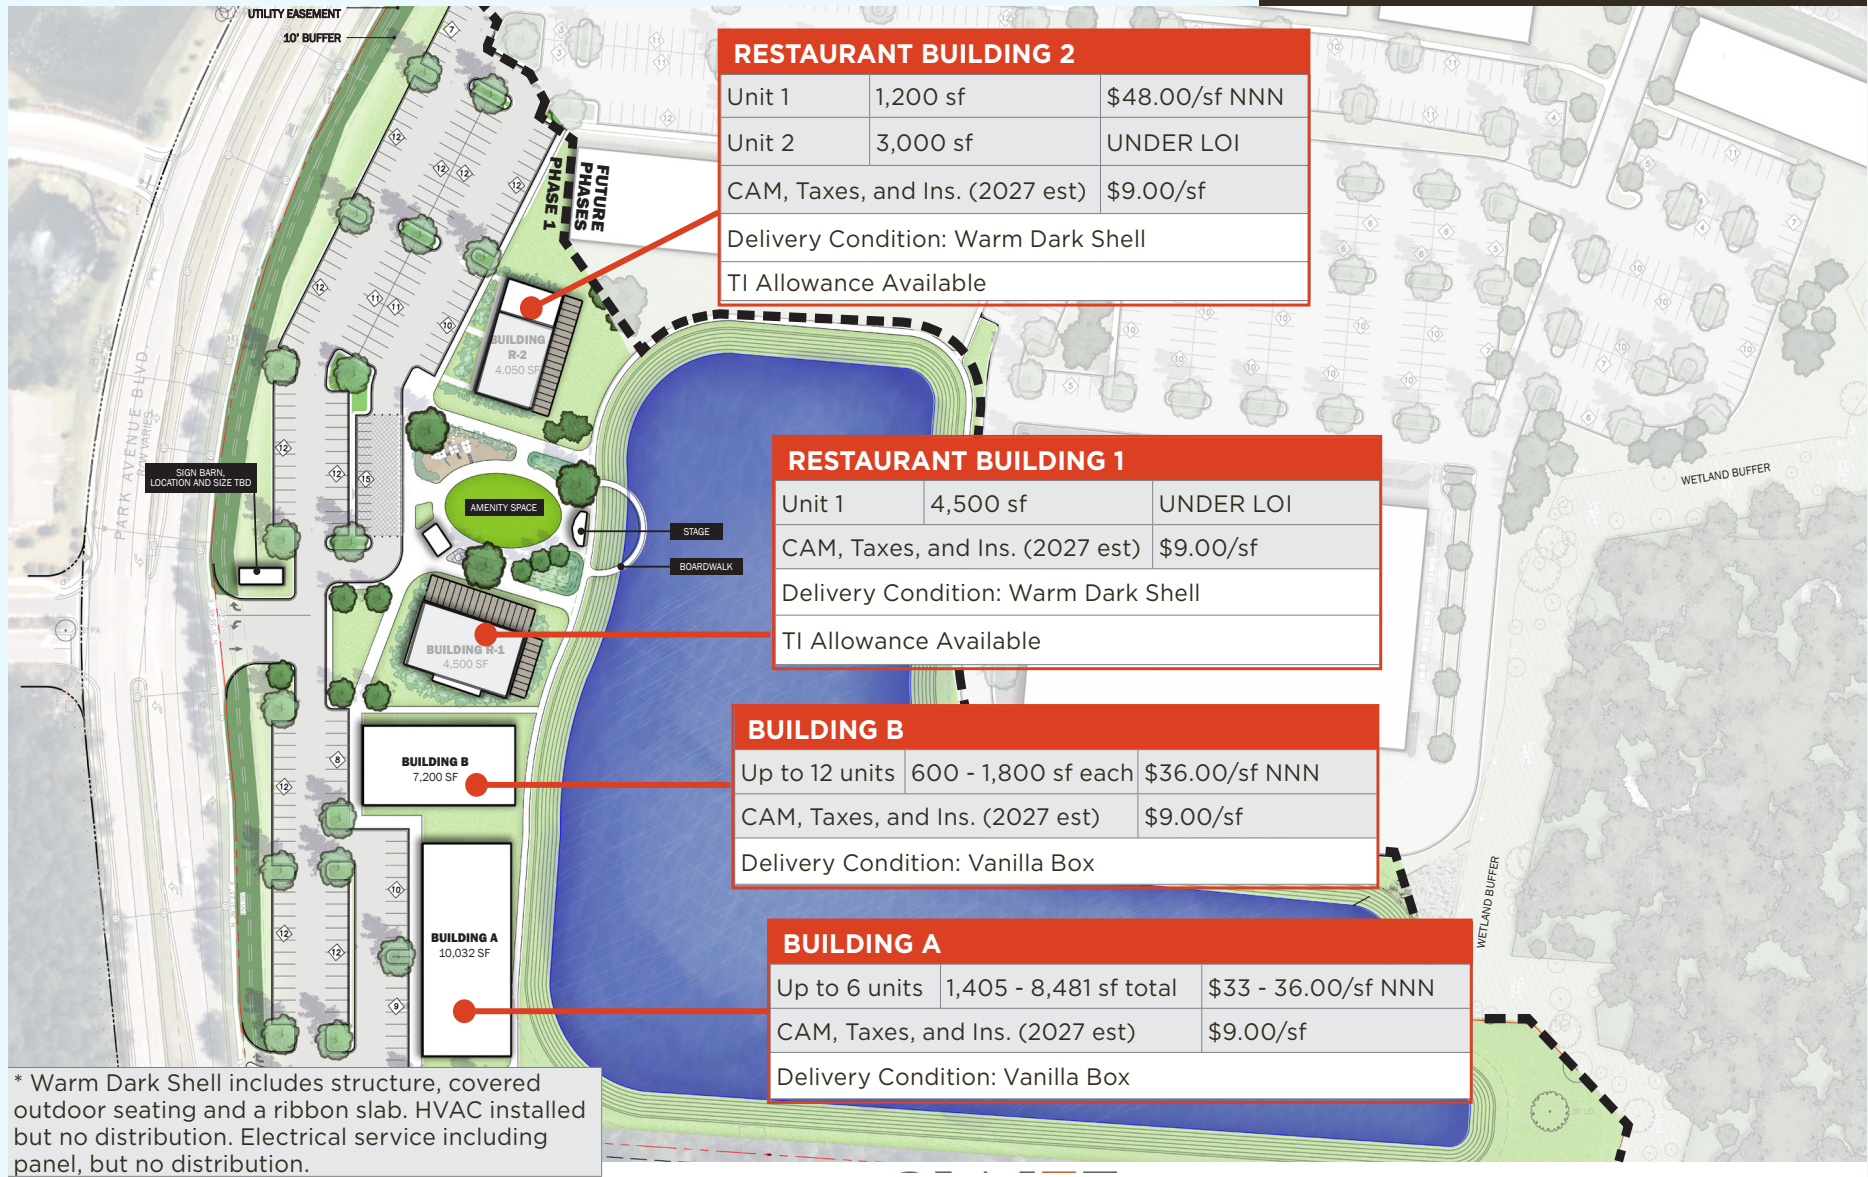 UTILITY EASEMENT
10' BUFFER
RESTAURANT BUILDING 2
Unit 1 1,200 sf $48.00/sf NNN
Unit 2 3,000 sf UNDER LOI
CAM, Taxes, and Ins. (2027 est) $9.00/sf
Delivery Condition: Warm Dark Shell
TI Allowance Available
FUTURE
PHASES
PHASE 1
BUILDING
R-2
4,050 SF
PARK AVENUE BLVD.
SIGN BARN,
LOCATION AND SIZE TBD
AMENITY SPACE
STAGE
BOARDWALK
RESTAURANT BUILDING 1
Unit 1 4,500 sf UNDER LOI
CAM, Taxes, and Ins. (2027 est) $9.00/sf
Delivery Condition: Warm Dark Shell
TI Allowance Available
WETLAND BUFFER
BUILDING R-1
4,500 SF
BUILDING B
7,200 SF
BUILDING B
Up to 12 units 600 - 1,800 sf each $36.00/sf NNN
CAM, Taxes, and Ins. (2027 est) $9.00/sf
Delivery Condition: Vanilla Box
WETLAND BUFFER
BUILDING A
10,032 SF
BUILDING A
Up to 6 units 1,405 - 8,481 sf total $33 - 36.00/sf NNN
CAM, Taxes, and Ins. (2027 est) $9.00/sf
Delivery Condition: Vanilla Box
* Warm Dark Shell includes structure, covered
outdoor seating and a ribbon slab. HVAC installed
but no distribution. Electrical service including
panel, but no distribution.